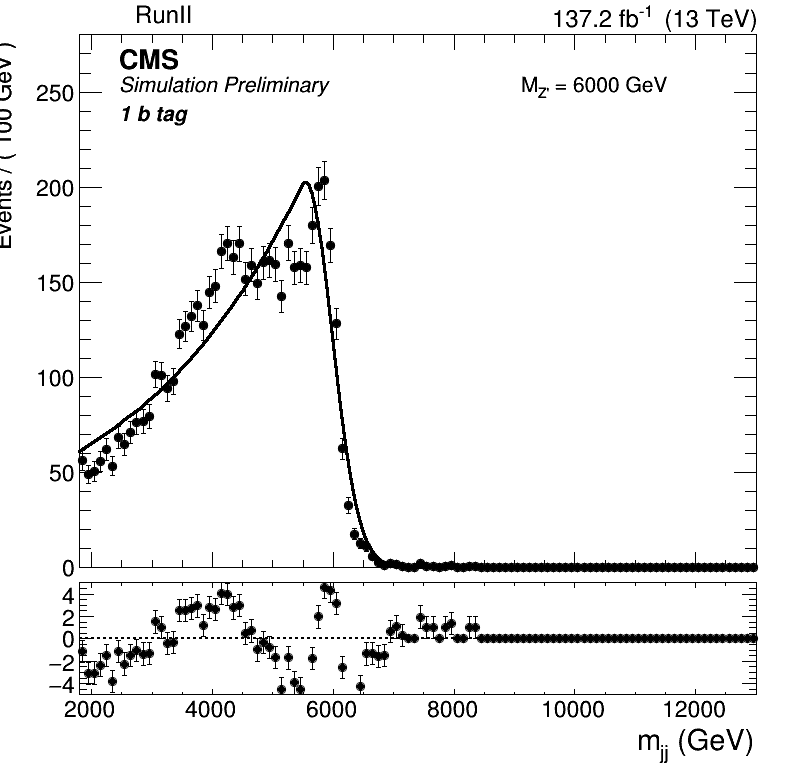 RunII
137.2 fb⁻¹ (13 TeV)
CMS
Simulation Preliminary
1 b tag
M_Z' = 6000 GeV
Events / ( 100 GeV )
250
200
150
100
50
0
4
2
0
−2
−4
2000 4000 6000 8000 10000 12000
m_jj (GeV)